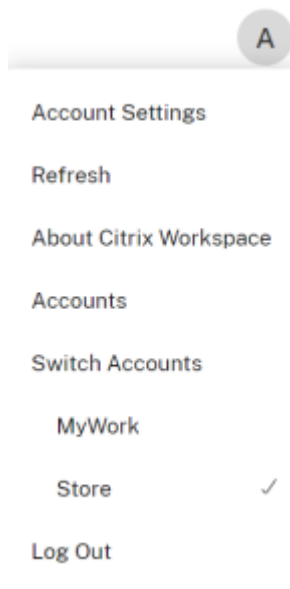 A
Account Settings
Refresh
About Citrix Workspace
Accounts
Switch Accounts
MyWork
Store
Log Out